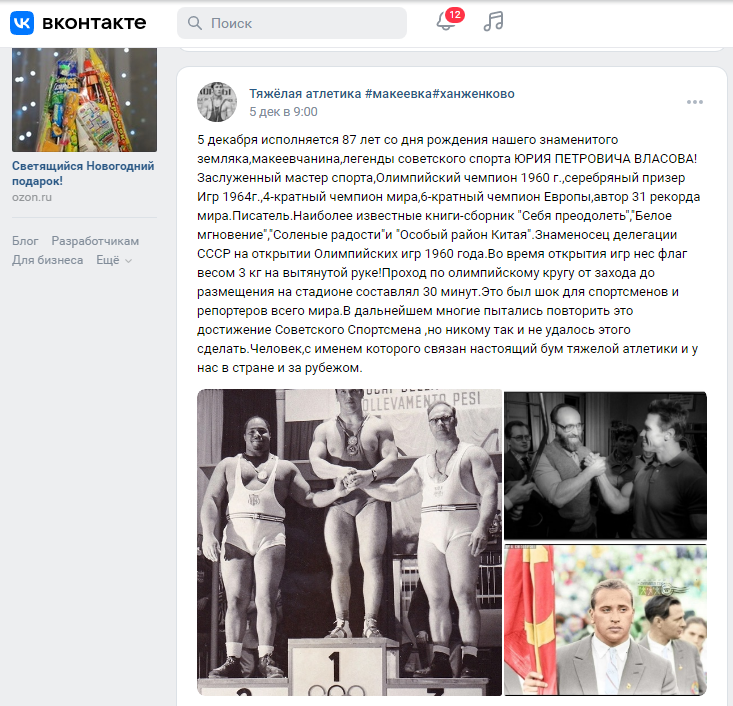 вконтакте
Поиск
12
Светящийся Новогодний
подарок!
ozon.ru
Блог Разработчикам
Для бизнеса Ещё
Тяжёлая атлетика #макеевка#ханженково
5 дек в 9:00
5 декабря исполняется 87 лет со дня рождения нашего знаменитого
земляка,макеевчанина,легенды советского спорта ЮРИЯ ПЕТРОВИЧА ВЛАСОВА!
Заслуженный мастер спорта,Олимпийский чемпион 1960 г.,серебряный призер
Игр 1964г.,4-кратный чемпион мира,6-кратный чемпион Европы,автор 31 рекорда
мира.Писатель.Наиболее известные книги-сборник "Себя преодолеть","Белое
мгновение","Соленые радости"и "Особый район Китая".Знаменосец делегации
СССР на открытии Олимпийских игр 1960 года.Во время открытия игр нес флаг
весом 3 кг на вытянутой руке!Проход по олимпийскому кругу от захода до
размещения на стадионе составлял 30 минут.Это был шок для спортсменов и
репортеров всего мира.В дальнейшем многие пытались повторить это
достижение Советского Спортсмена ,но никому так и не удалось этого
сделать.Человек,с именем которого связан настоящий бум тяжелой атлетики и у
нас в стране и за рубежом.
OLLEVAMENTO PESI
1
2
3